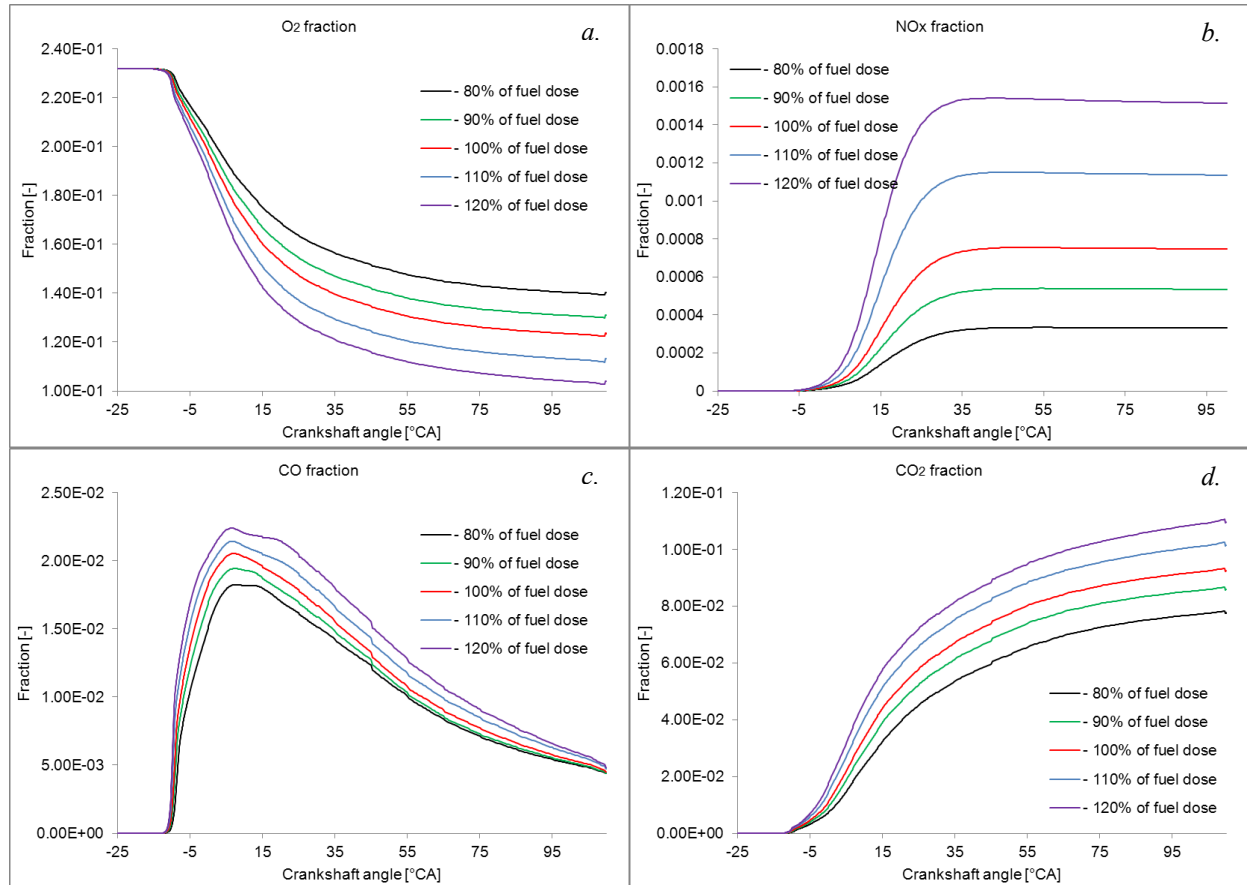 O2 fraction
a.
2.40E-01
2.20E-01
2.00E-01
1.80E-01
1.60E-01
1.40E-01
1.20E-01
1.00E-01
Fraction [-]
- 80% of fuel dose
- 90% of fuel dose
- 100% of fuel dose
- 110% of fuel dose
- 120% of fuel dose
-25 -5 15 35 55 75 95
Crankshaft angle [°CA]
NOx fraction
b.
0.0018
0.0016
0.0014
0.0012
0.001
0.0008
0.0006
0.0004
0.0002
0
Fraction [-]
- 80% of fuel dose
- 90% of fuel dose
- 100% of fuel dose
- 110% of fuel dose
- 120% of fuel dose
-25 -5 15 35 55 75 95
Crankshaft angle [°CA]
CO fraction
c.
2.50E-02
2.00E-02
1.50E-02
1.00E-02
5.00E-03
0.00E+00
Fraction [-]
- 80% of fuel dose
- 90% of fuel dose
- 100% of fuel dose
- 110% of fuel dose
- 120% of fuel dose
-25 -5 15 35 55 75 95
Crankshaft angle [°CA]
CO2 fraction
d.
1.20E-01
1.00E-01
8.00E-02
6.00E-02
4.00E-02
2.00E-02
0.00E+00
Fraction [-]
- 80% of fuel dose
- 90% of fuel dose
- 100% of fuel dose
- 110% of fuel dose
- 120% of fuel dose
-25 -5 15 35 55 75 95
Crankshaft angle [°CA]